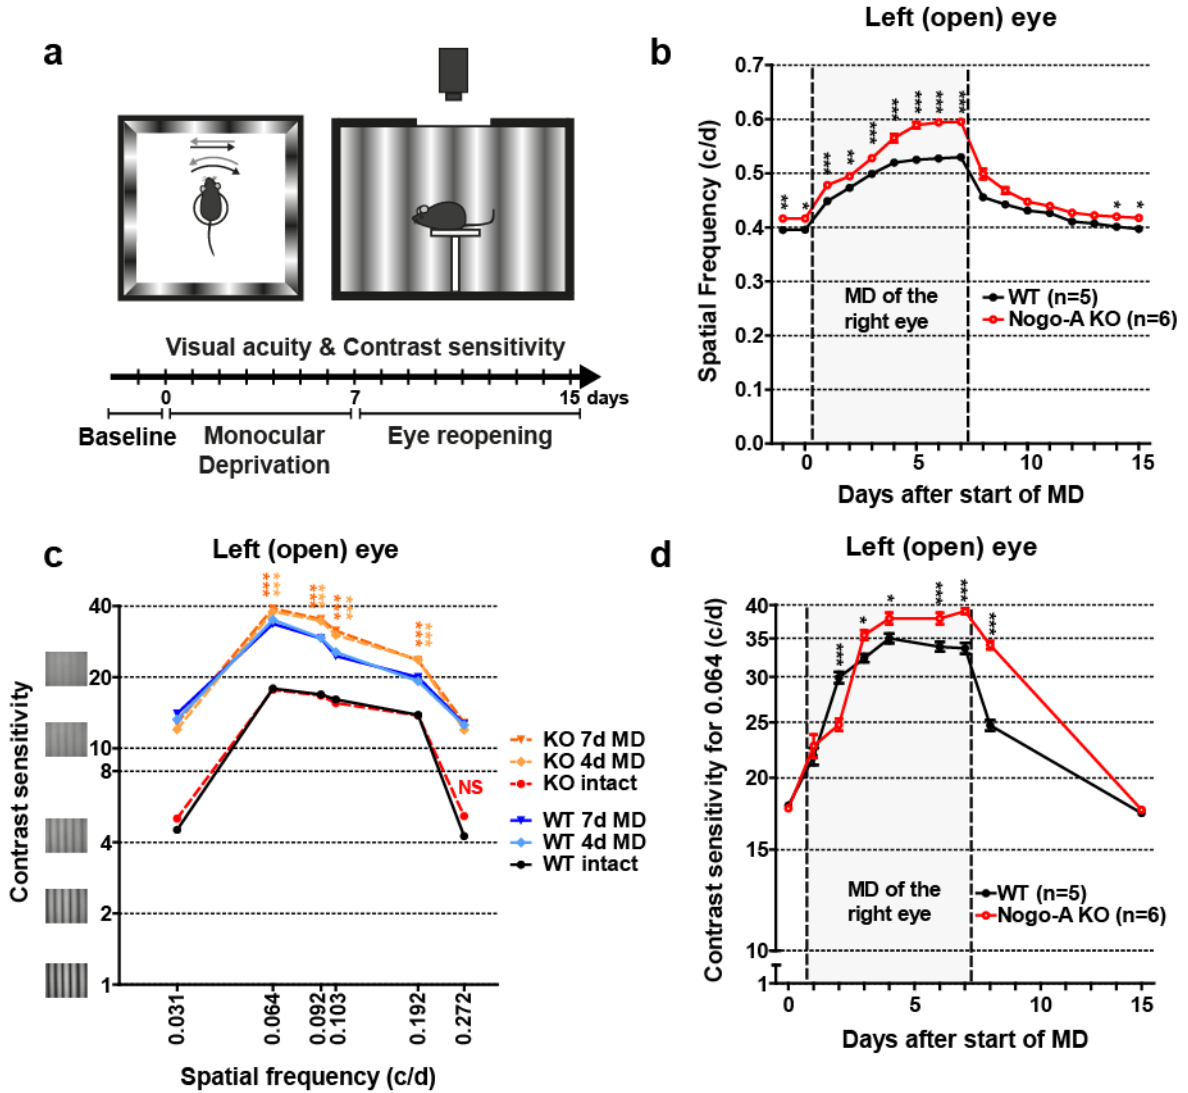 a
Visual acuity & Contrast sensitivity
0
7
15 days
Baseline
Monocular
Deprivation
Eye reopening
b
Left (open) eye
Spatial Frequency (c/d)
0.7
0.6
0.5
0.4
0.3
0.2
0.1
0.0
** * *** ** *** *** *** *** *** * *
MD of the
right eye
WT (n=5)
Nogo-A KO (n=6)
0 5 10 15
Days after start of MD
c
Left (open) eye
Contrast sensitivity
40
20
10
8
4
2
1
*** *** *** *** *** *** *** ***
NS
KO 7d MD
KO 4d MD
KO intact
WT 7d MD
WT 4d MD
WT intact
0.031 0.064 0.092 0.103 0.192 0.272
Spatial frequency (c/d)
d
Left (open) eye
Contrast sensitivity for 0.064 (c/d)
40
35
30
25
20
15
10
1
*** * * *** *** ***
MD of the
right eye
WT (n=5)
Nogo-A KO (n=6)
0 5 10 15
Days after start of MD